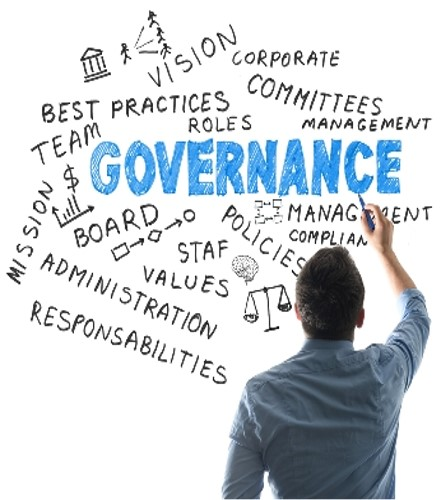 VISION
CORPORATE
COMMITTEES
BEST PRACTICES
ROLES
MANAGEMENT
TEAM
GOVERNANCE
MISSION
$
BOARD
POLICIES
MANAGEMENT
COMPLIAN
STAF
VALUES
ADMINISTRATION
RESPONSABILITIES